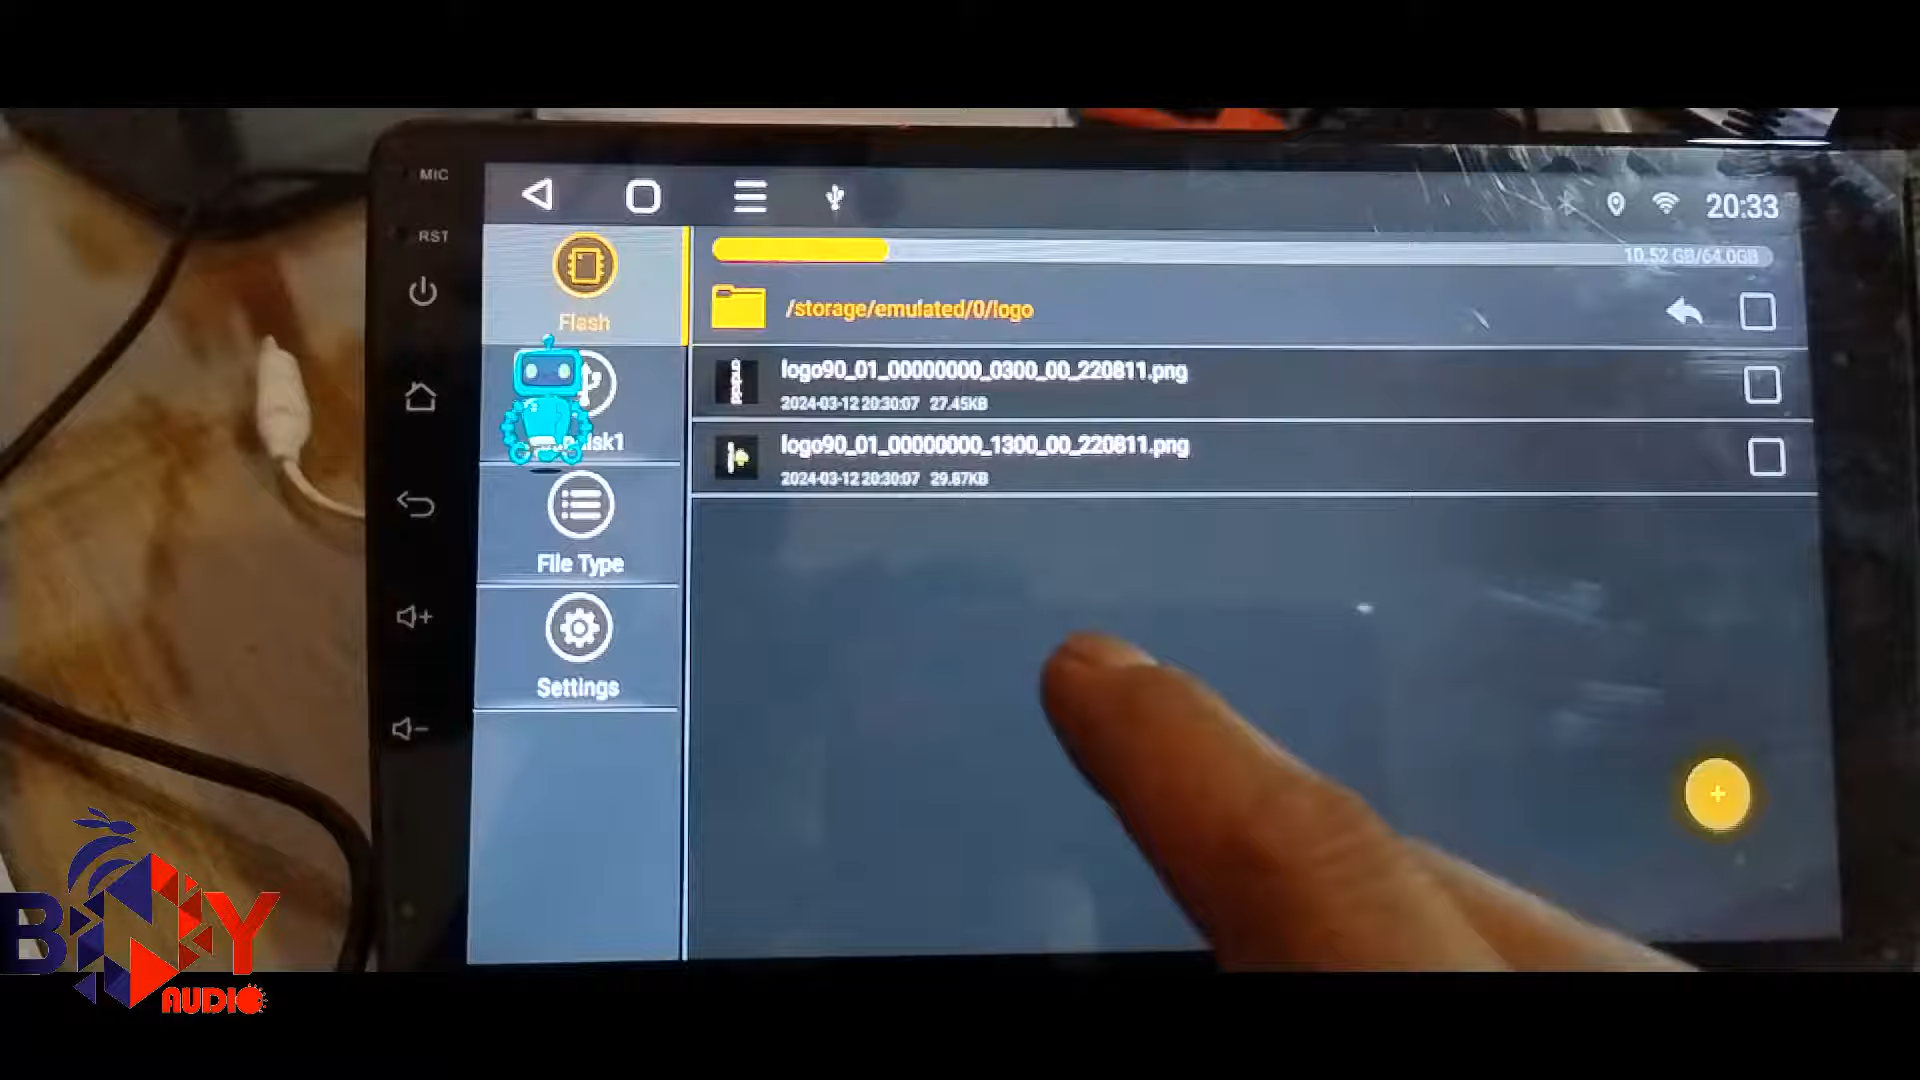 MIC
RST
20:33
10.52 GB/64.0GB
Flash
/storage/emulated/0/logo
logo90_01_00000000_0300_00_220811.png
2024-03-12 20:30:07 27.45KB
logo90_01_00000000_1300_00_220811.png
2024-03-12 20:30:07 29.87KB
File Type
Settings
BNY
AUDIO